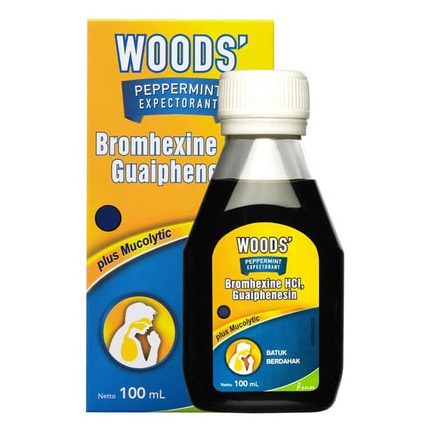 WOODS'
PEPPERMINT
EXPECTORANT
Bromhexine
Guaiphene
plus Mucolytic
Netto 100 mL
WOODS'
PEPPERMINT
EXPECTORANT
Bromhexine HCl,
Guaiphenesin
plus Mucolytic
BATUK
BERDAHAK
Netto 100 mL